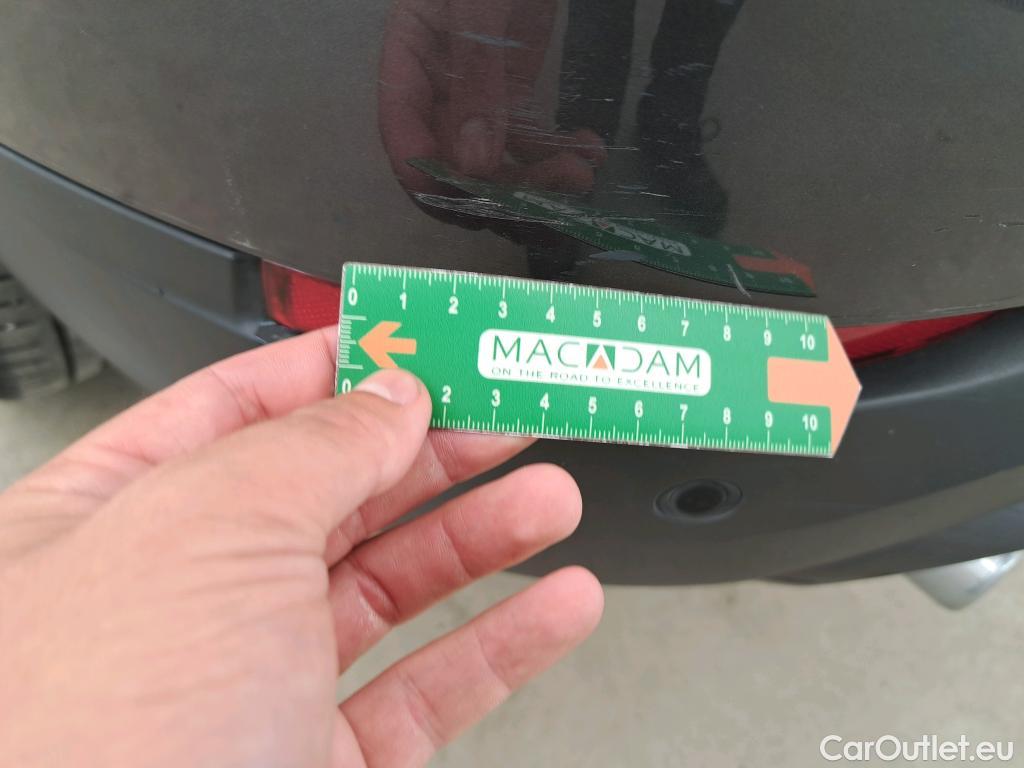 0 1 2 3 4 5 6 7 8 9 10
MACADAM
ON THE ROAD TO EXCELLENCE
0 2 3 4 5 6 7 8 9 10
CarOutlet.eu